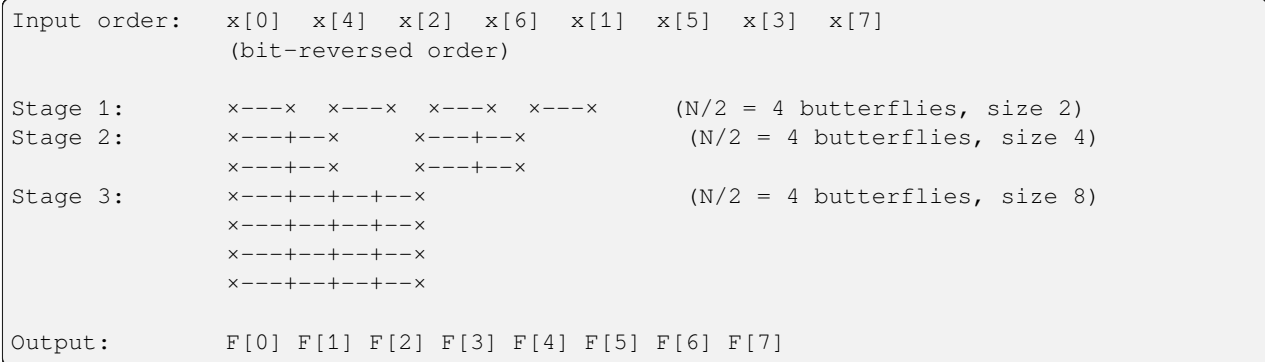 Input order:   x[0]  x[4]  x[2]  x[6]  x[1]  x[5]  x[3]  x[7]
               (bit-reversed order)
Stage 1:       ×---×  ×---×  ×---×  ×---×     (N/2 = 4 butterflies, size 2)
Stage 2:       ×---+--×     ×---+--×           (N/2 = 4 butterflies, size 4)
               ×---+--×     ×---+--×
Stage 3:       ×---+--+--+--×                  (N/2 = 4 butterflies, size 8)
               ×---+--+--+--×
               ×---+--+--+--×
               ×---+--+--+--×
Output:        F[0] F[1] F[2] F[3] F[4] F[5] F[6] F[7]